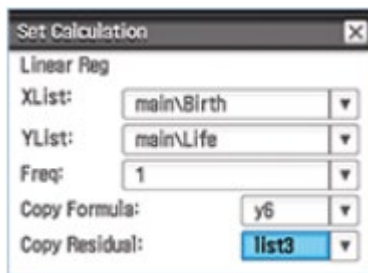 Set Calculation
Linear Reg
XList: main\Birth
YList: main\Life
Freq: 1
Copy Formula: y6
Copy Residual: list3